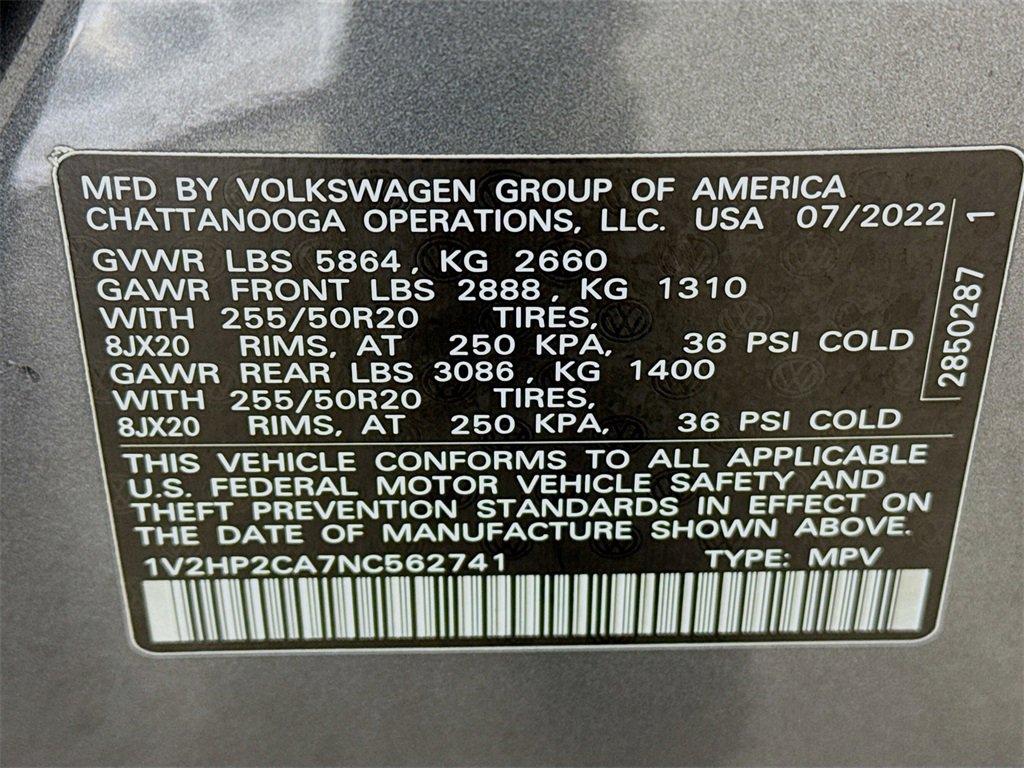 MFD BY VOLKSWAGEN GROUP OF AMERICA
CHATTANOOGA OPERATIONS, LLC. USA 07/2022
GVWR LBS 5864, KG 2660
GAWR FRONT LBS 2888, KG 1310
WITH 255/50R20 TIRES,
8JX20 RIMS, AT 250 KPA, 36 PSI COLD
GAWR REAR LBS 3086, KG 1400
WITH 255/50R20 TIRES,
8JX20 RIMS, AT 250 KPA, 36 PSI COLD
2850287 1
THIS VEHICLE CONFORMS TO ALL APPLICABLE
U.S. FEDERAL MOTOR VEHICLE SAFETY AND
THEFT PREVENTION STANDARDS IN EFFECT ON
THE DATE OF MANUFACTURE SHOWN ABOVE.
1V2HP2CA7NC562741 TYPE: MPV